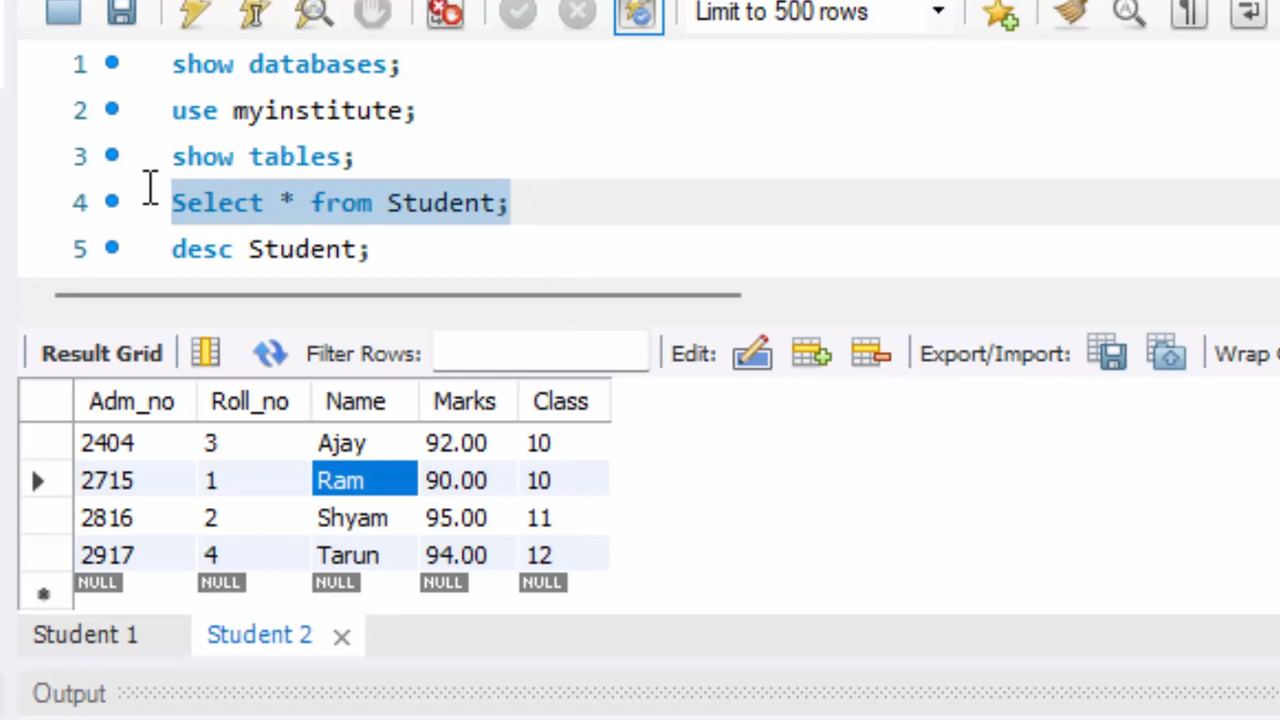 Limit to 500 rows
1 show databases;
2 use myinstitute;
3 show tables;
4 Select * from Student;
5 desc Student;
Result Grid Filter Rows: Edit: Export/Import: Wrap
Adm_no Roll_no Name Marks Class
2404 3 Ajay 92.00 10
2715 1 Ram 90.00 10
2816 2 Shyam 95.00 11
2917 4 Tarun 94.00 12
NULL NULL NULL NULL NULL
Student 1 Student 2
Output